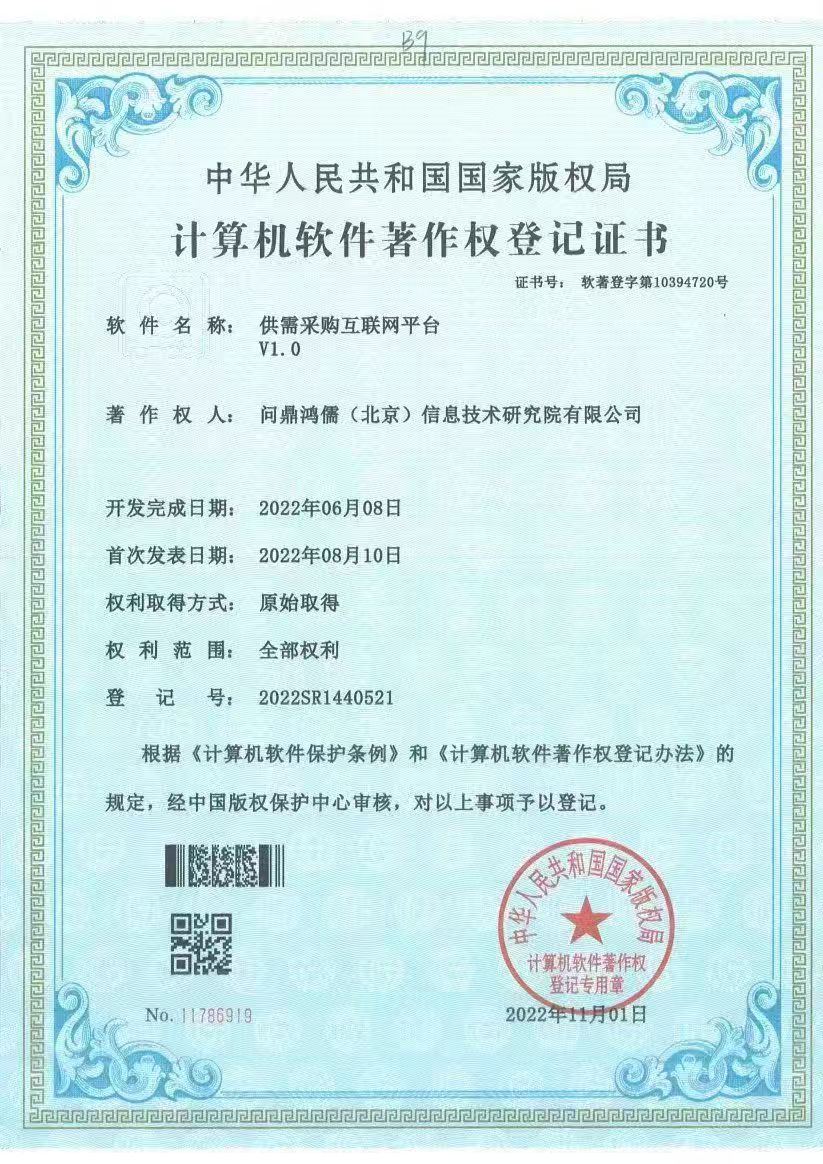 B9
中华人民共和国国家版权局
计算机软件著作权登记证书
证书号： 软著登字第10394720号
软件名称： 供需采购互联网平台
V1.0
著作权人： 问鼎鸿儒（北京）信息技术研究院有限公司
开发完成日期： 2022年06月08日
首次发表日期： 2022年08月10日
权利取得方式： 原始取得
权利范围： 全部权利
登记号： 2022SR1440521
根据《计算机软件保护条例》和《计算机软件著作权登记办法》的
规定，经中国版权保护中心审核，对以上事项予以登记。
中华人民共和国国家版权局
计算机软件著作权
登记专用章
No. 11786919
2022年11月01日